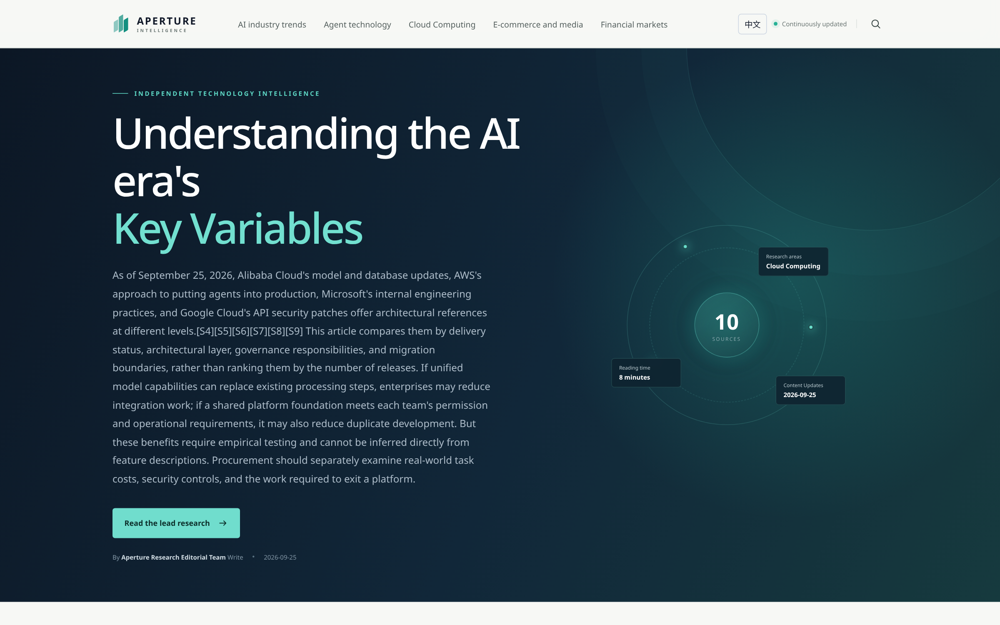 APERTURE
INTELLIGENCE
AI industry trends
Agent technology
Cloud Computing
E-commerce and media
Financial markets
中文
Continuously updated
INDEPENDENT TECHNOLOGY INTELLIGENCE
Understanding the AI
era's
Key Variables
As of September 25, 2026, Alibaba Cloud's model and database updates, AWS's
approach to putting agents into production, Microsoft's internal engineering
practices, and Google Cloud's API security patches offer architectural references
at different levels.[S4][S5][S6][S7][S8][S9] This article compares them by delivery
status, architectural layer, governance responsibilities, and migration
boundaries, rather than ranking them by the number of releases. If unified
model capabilities can replace existing processing steps, enterprises may reduce
integration work; if a shared platform foundation meets each team's permission
and operational requirements, it may also reduce duplicate development. But
these benefits require empirical testing and cannot be inferred directly from
feature descriptions. Procurement should separately examine real-world task
costs, security controls, and the work required to exit a platform.
Read the lead research
By Aperture Research Editorial Team Write • 2026-09-25
Research areas
Cloud Computing
10
SOURCES
Reading time
8 minutes
Content Updates
2026-09-25